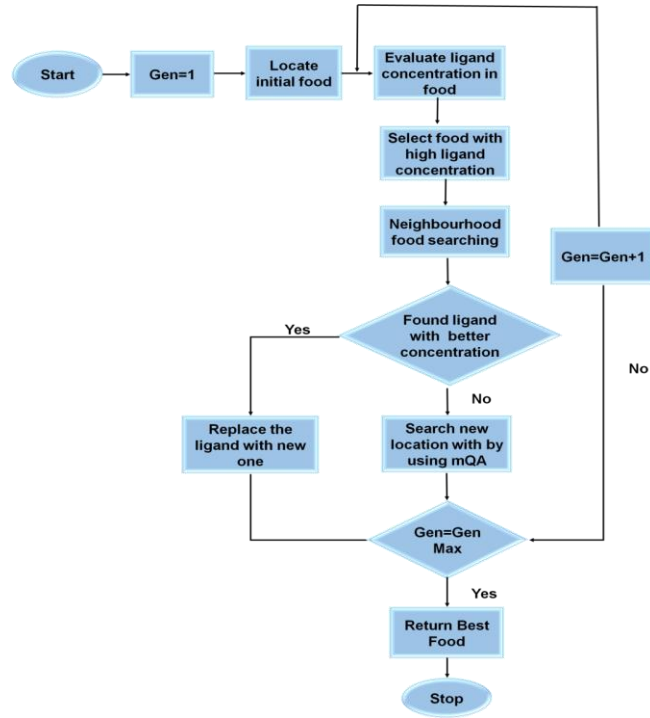 Start
Gen=1
Locate
initial food
Evaluate ligand
concentration in
food
Select food with
high ligand
concentration
Neighbourhood
food searching
Gen=Gen+1
Found ligand
with better
concentration
Yes
No
No
Replace the
ligand with new
one
Search new
location with by
using mQA
Gen=Gen
Max
Yes
Return Best
Food
Stop